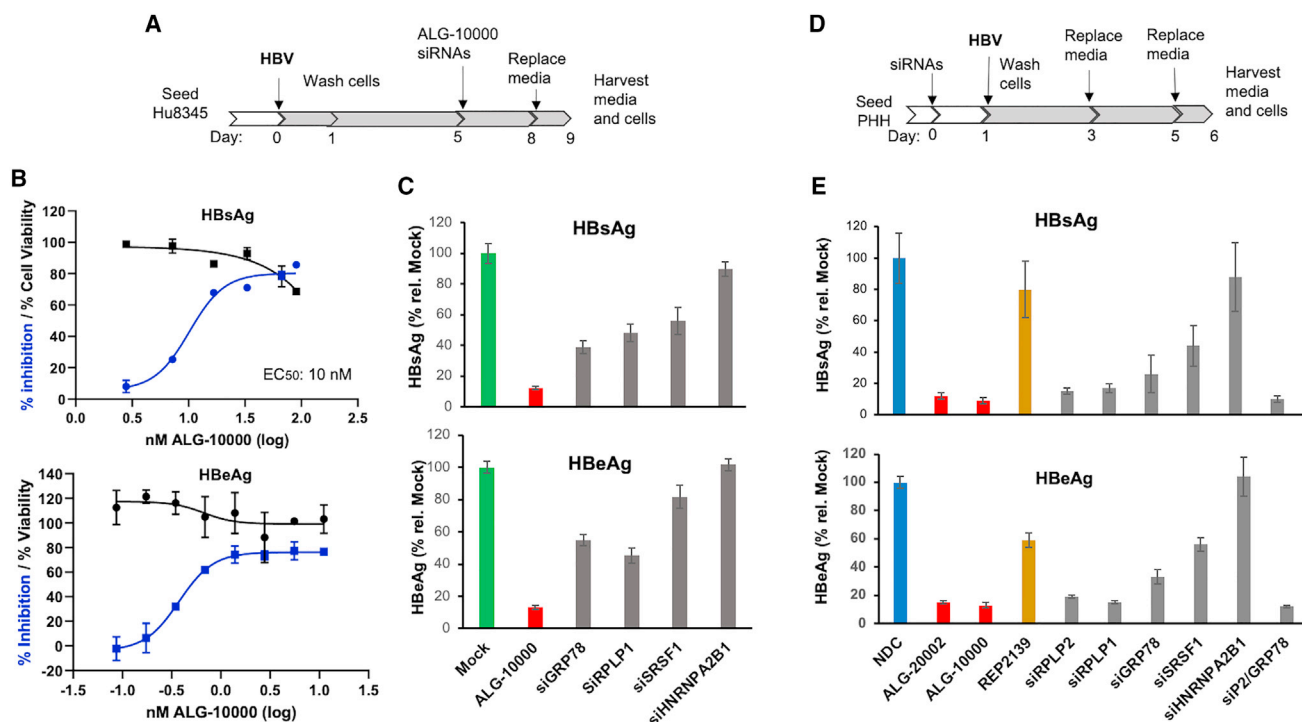 A
Seed
Hu8345
HBV
Wash cells
ALG-10000
siRNAs
Replace
media
Harvest
media
and cells
Day: 0 1 5 8 9
B
HBsAg
% inhibition / % Cell Viability
120
100
80
60
40
20
0
EC50: 10 nM
0.0 0.5 1.0 1.5 2.0 2.5
nM ALG-10000 (log)
HBeAg
% Inhibition / % Viability
140
120
100
80
60
40
20
0
-20
-1.5 -1.0 -0.5 0.0 0.5 1.0 1.5
nM ALG-10000 (log)
C
HBsAg
HBsAg (% rel. Mock)
120
100
80
60
40
20
0
HBeAg
HBeAg (% rel. Mock)
120
100
80
60
40
20
0
Mock
ALG-10000
siGRP78
SiRPLP1
siSRSF1
siHNRNPA2B1
D
Seed
PHH
siRNAs
HBV
Wash
cells
Replace
media
Replace
media
Harvest
media
and cells
Day: 0 1 3 5 6
E
HBsAg
HBsAg (% rel. Mock)
120
100
80
60
40
20
0
HBeAg
HBeAg (% rel. Mock)
120
100
80
60
40
20
0
NDC
ALG-20002
ALG-10000
REP2139
siRPLP2
siRPLP1
siGRP78
siSRSF1
siHNRNPA2B1
siP2/GRP78